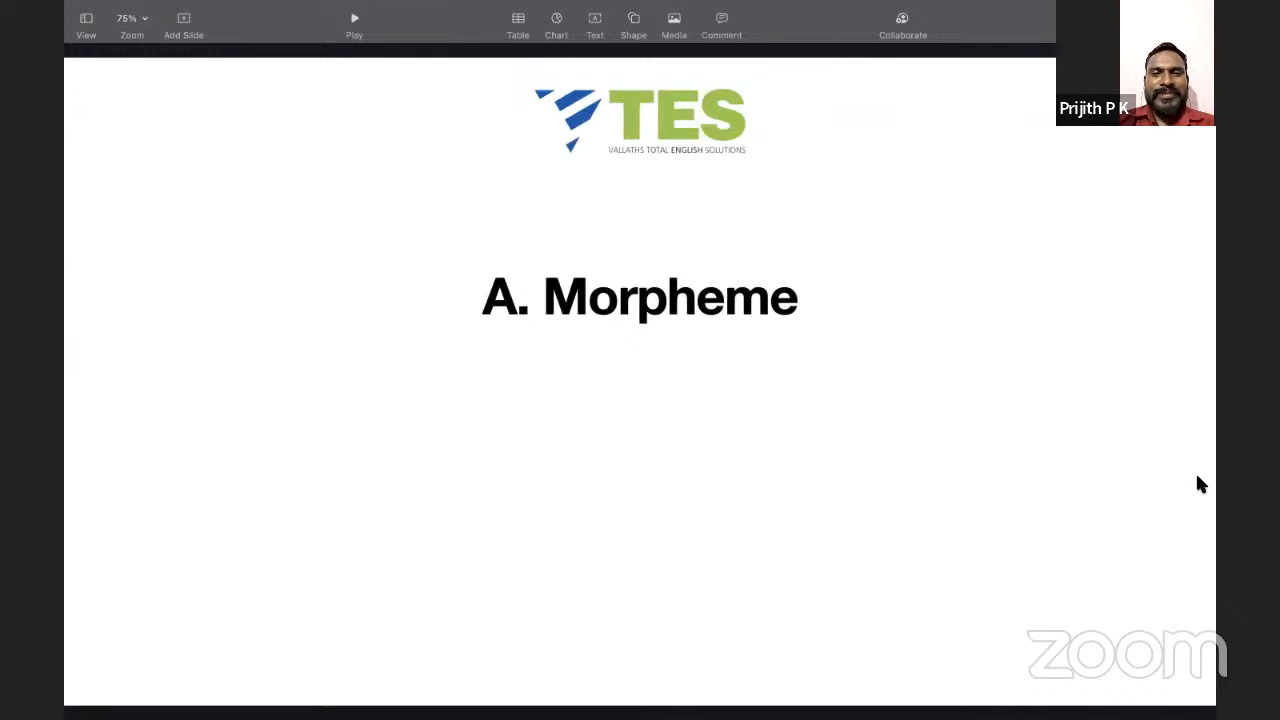 View
75%
Zoom
Add Slide
Play
Table
Chart
Text
Shape
Media
Comment
Collaborate
Prijith P K
TES
VALLATHS TOTAL ENGLISH SOLUTIONS
A. Morpheme
zoom